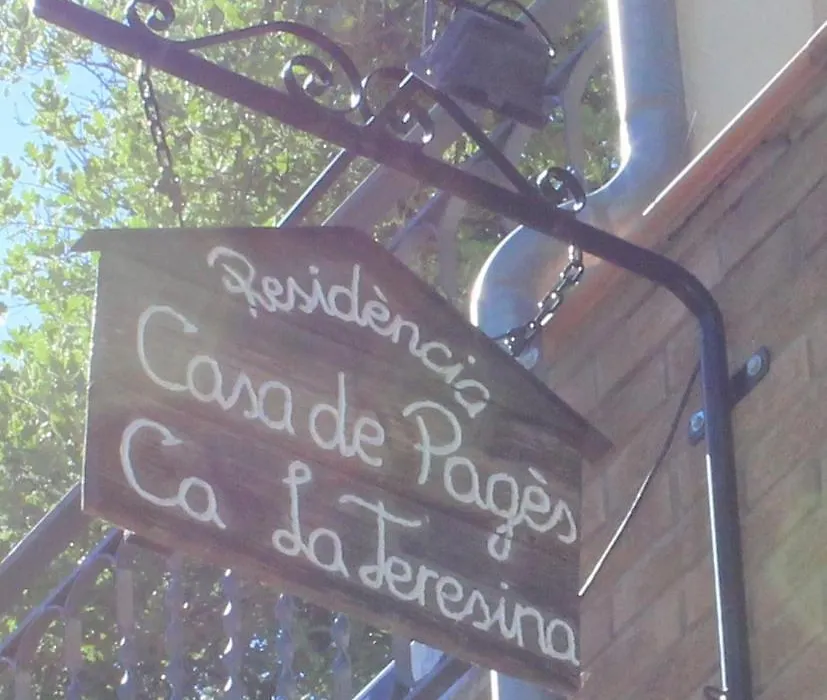 Residència
Casa de Pagès
Ca La Teresina